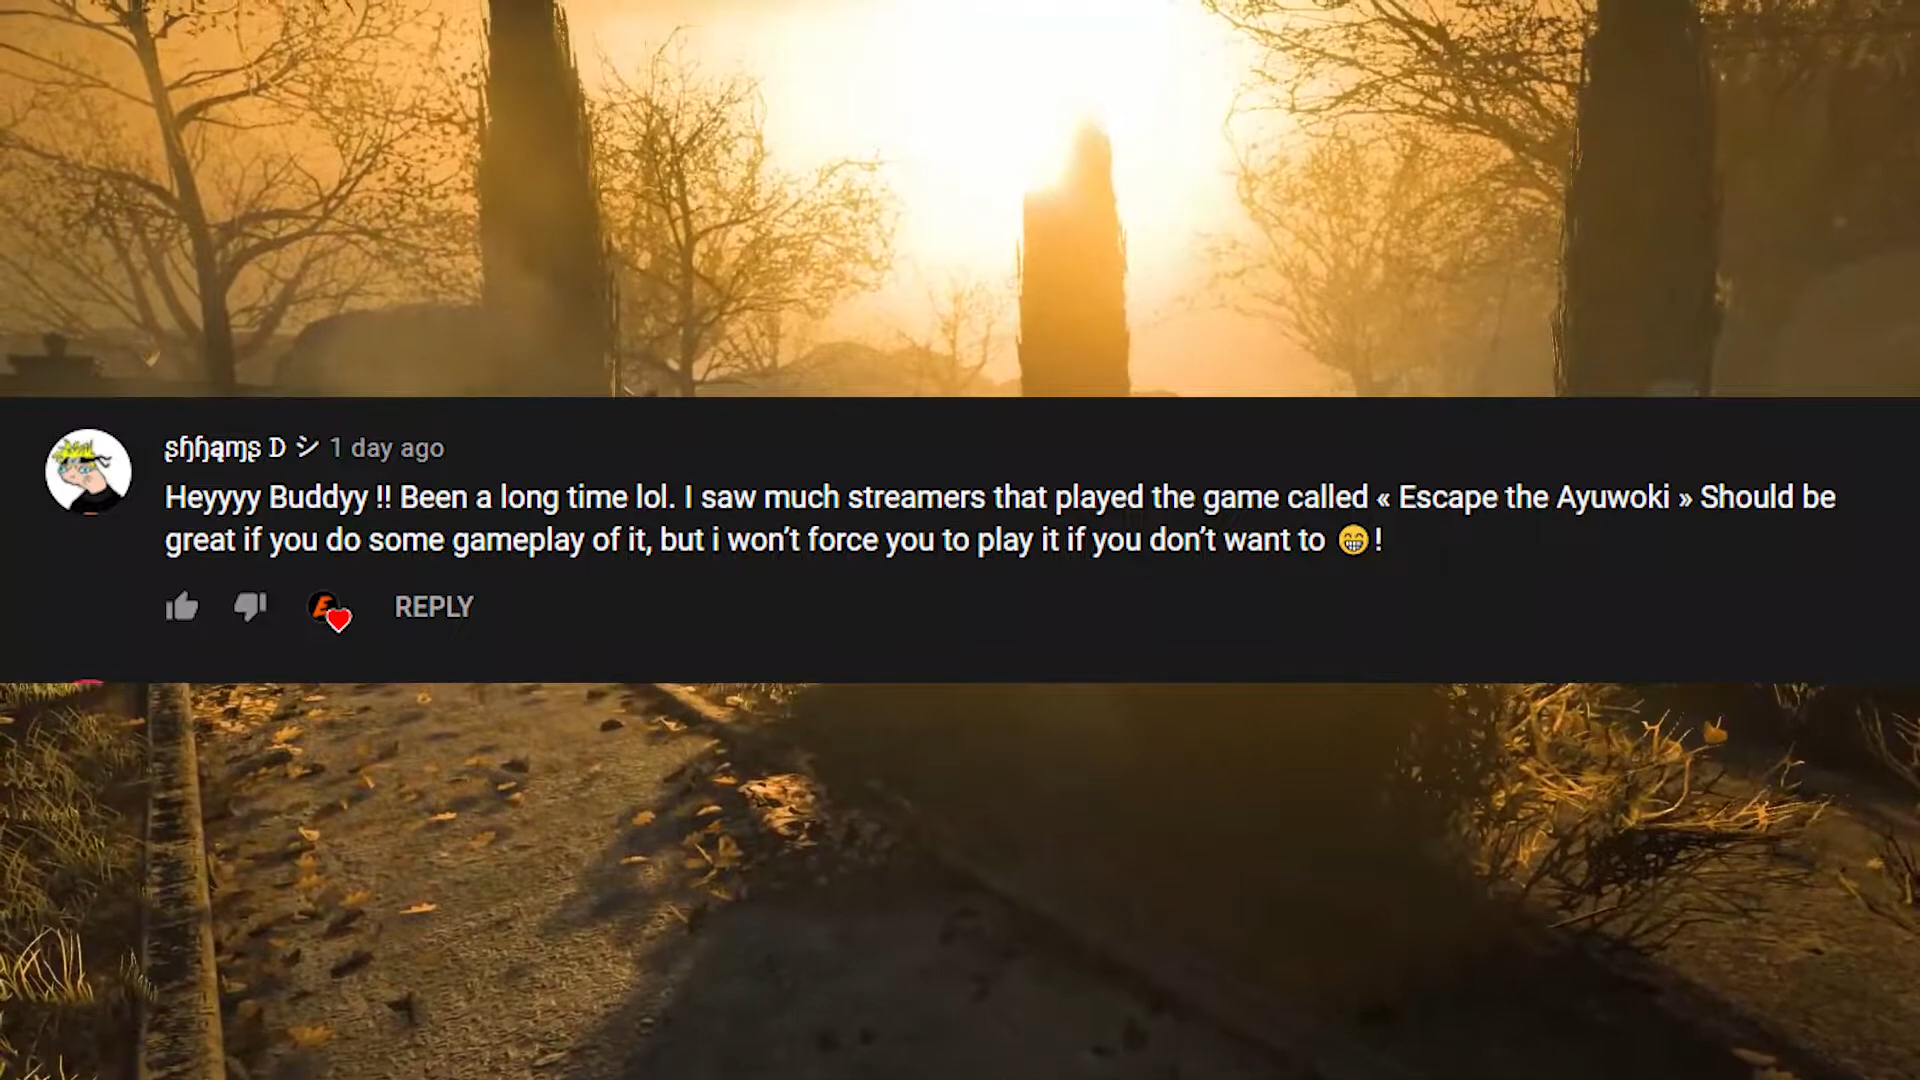 ʂɧɧąɱʂ D シ 1 day ago
Heyyyy Buddyy !! Been a long time lol. I saw much streamers that played the game called « Escape the Ayuwoki » Should be
great if you do some gameplay of it, but i won’t force you to play it if you don’t want to 😁 !
E REPLY